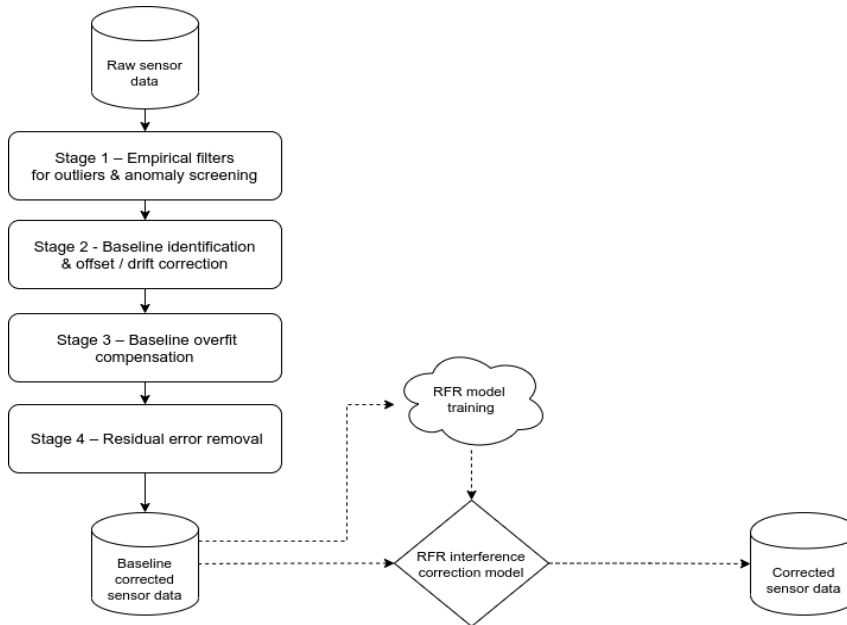 Raw sensor
data
Stage 1 – Empirical filters
for outliers & anomaly screening
Stage 2 - Baseline identification
& offset / drift correction
Stage 3 – Baseline overfit
compensation
Stage 4 – Residual error removal
Baseline
corrected
sensor data
RFR model
training
RFR interference
correction model
Corrected
sensor data